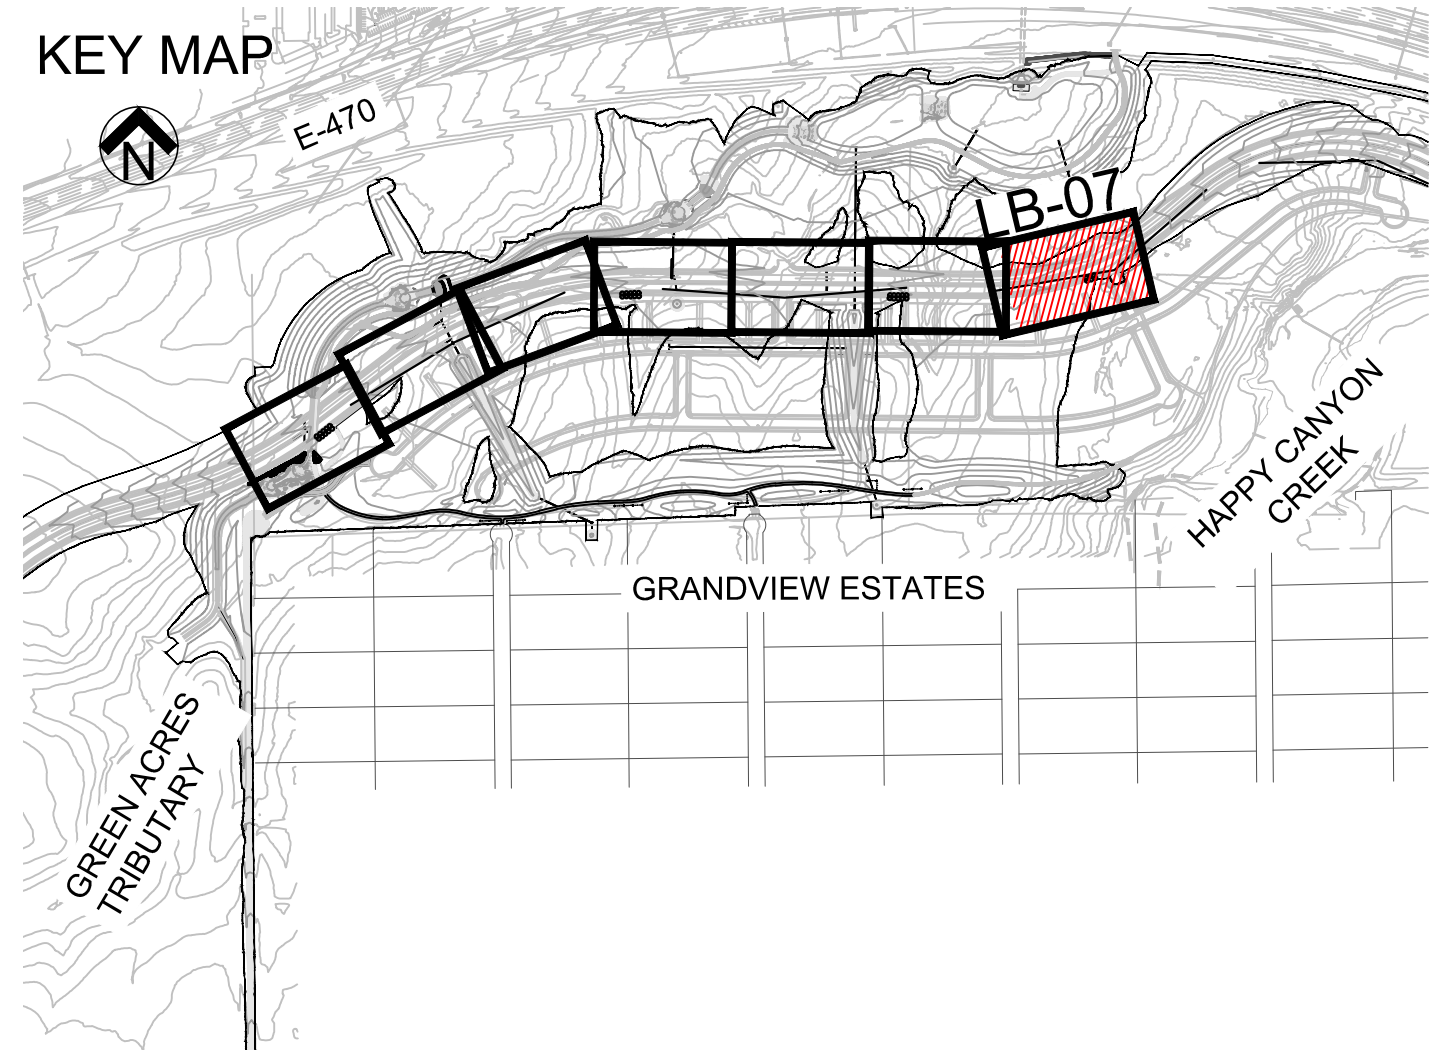 KEY MAP
N
E-470
LB-07
HAPPY CANYON
CREEK
GRANDVIEW ESTATES
GREEN ACRES
TRIBUTARY